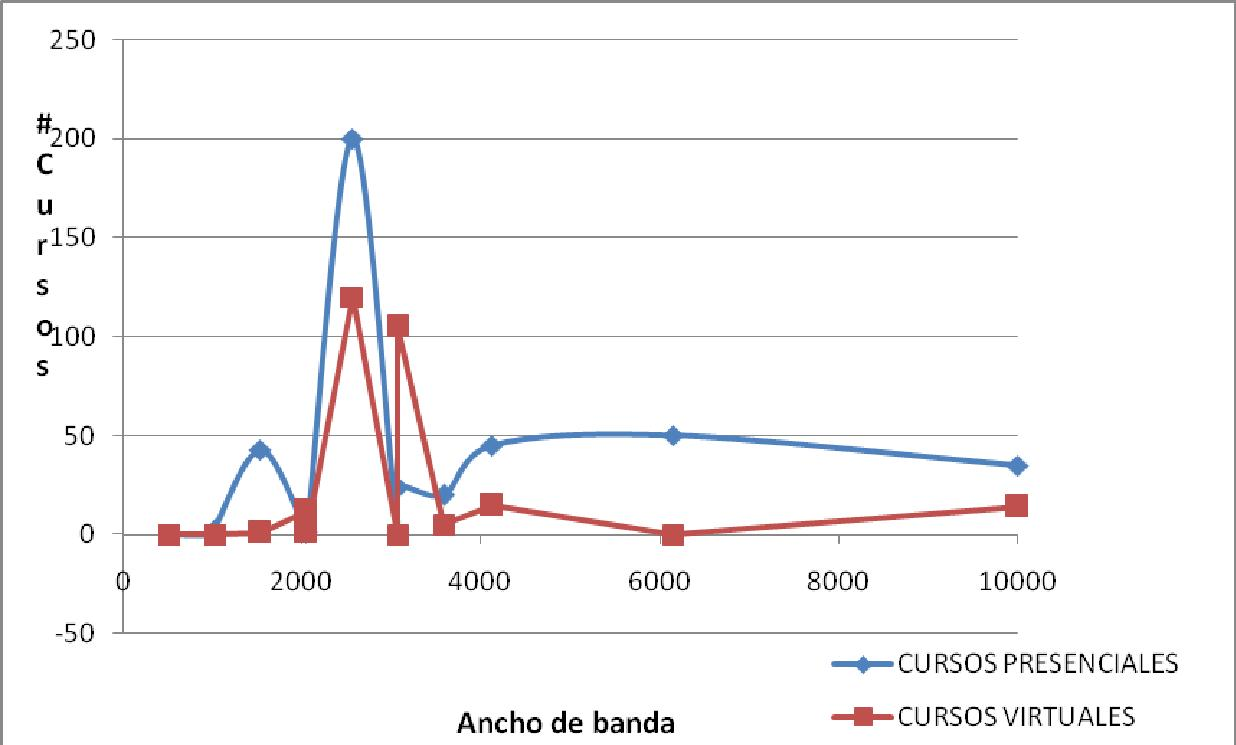 250
200
150
100
50
0
-50
# Cursos
0 2000 4000 6000 8000 10000
Ancho de banda
CURSOS PRESENCIALES
CURSOS VIRTUALES